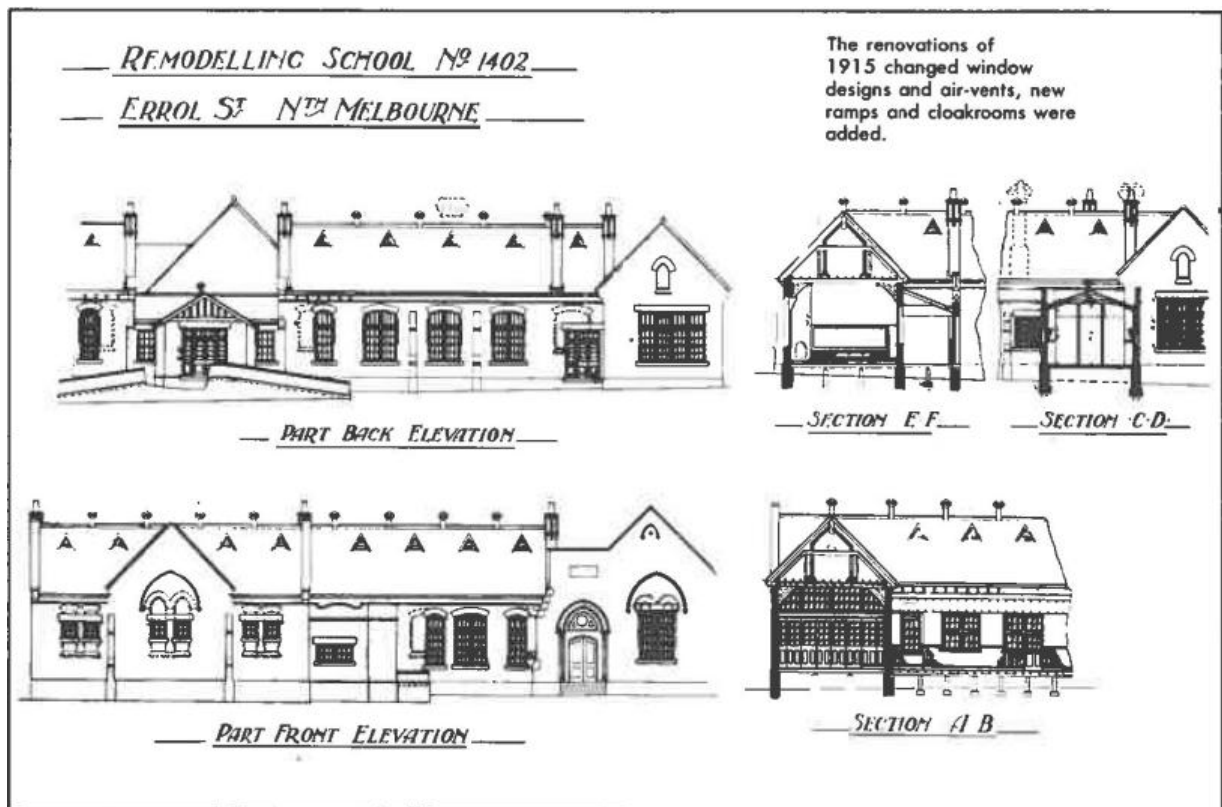 REMODELLING SCHOOL Nº 1402
ERROL ST NTH MELBOURNE
The renovations of
1915 changed window
designs and air-vents, new
ramps and cloakrooms were
added.
PART BACK ELEVATION
SECTION E F
SECTION C·D·
PART FRONT ELEVATION
SECTION A B